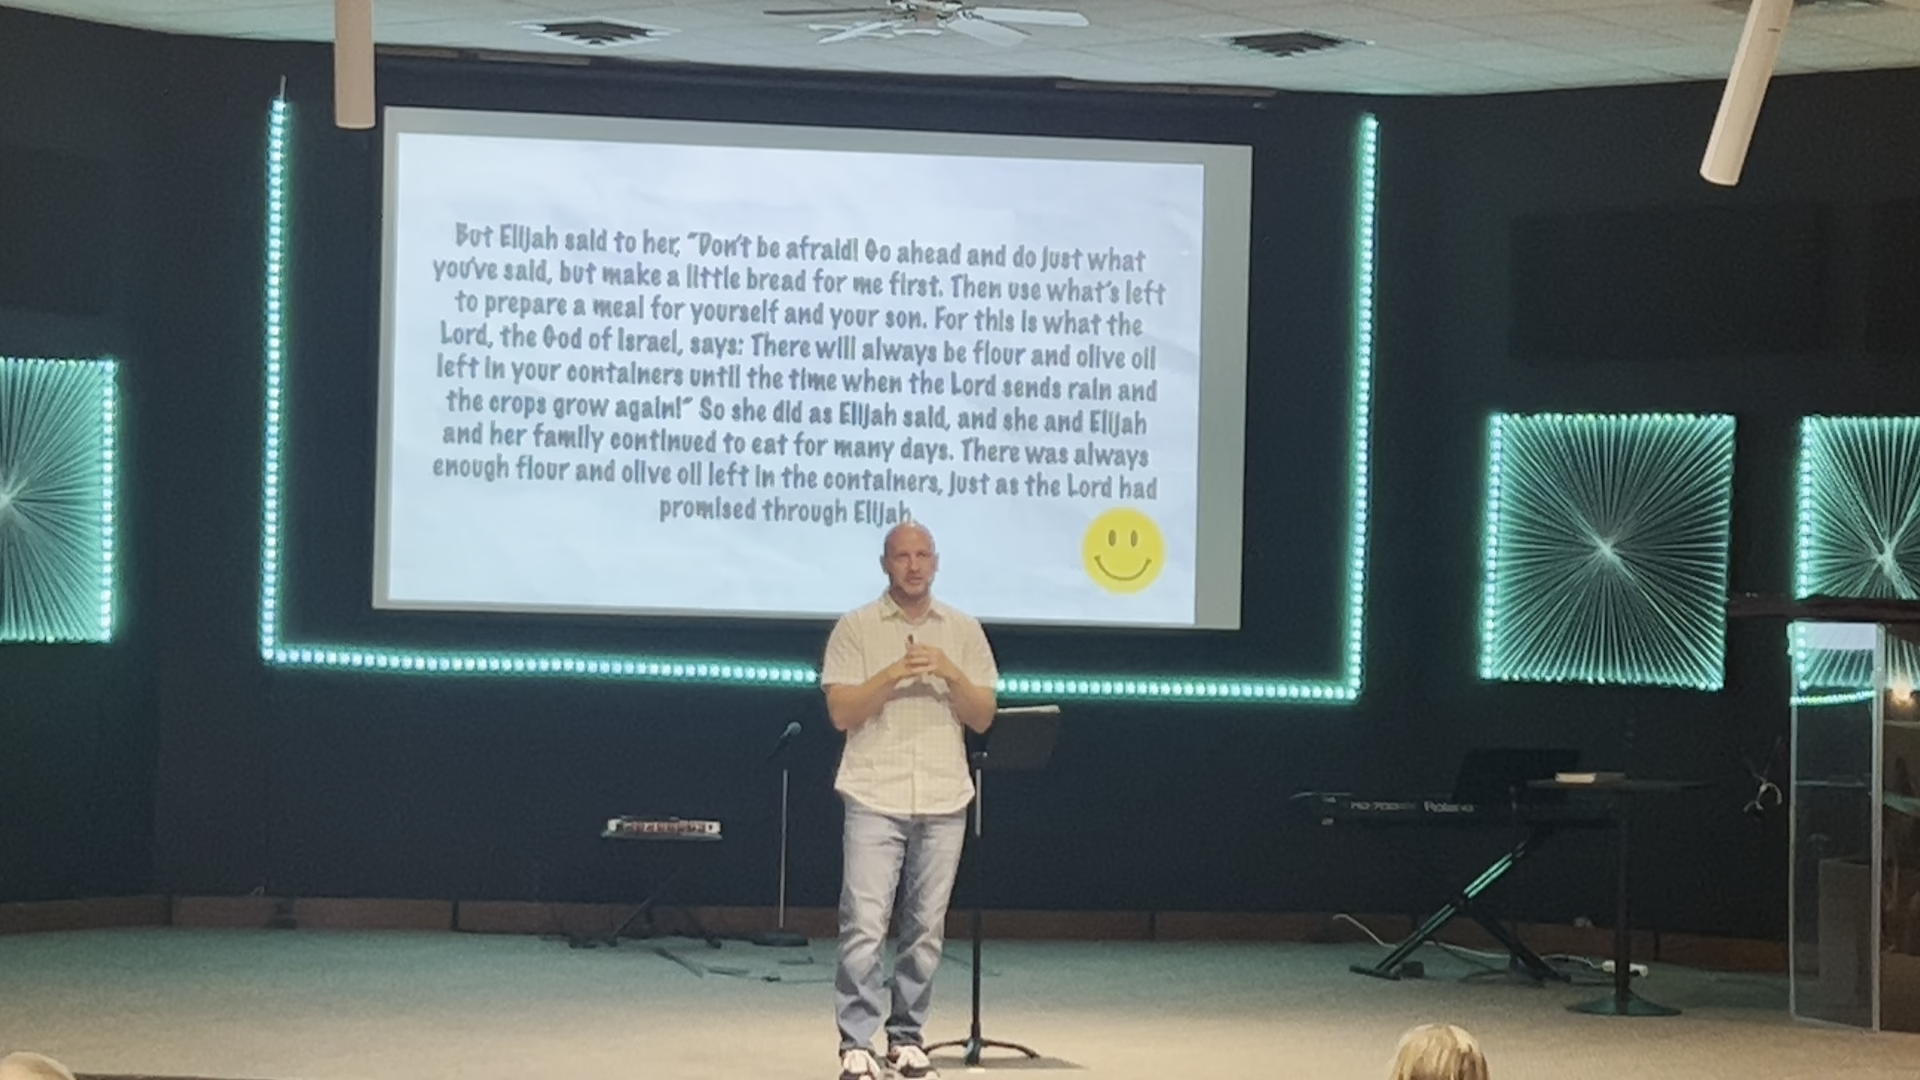 But Elijah said to her, "Don't be afraid! Go ahead and do just what
you've said, but make a little bread for me first. Then use what's left
to prepare a meal for yourself and your son. For this is what the
Lord, the God of Israel, says: There will always be flour and olive oil
left in your containers until the time when the Lord sends rain and
the crops grow again!" So she did as Elijah said, and she and Elijah
and her family continued to eat for many days. There was always
enough flour and olive oil left in the containers, just as the Lord had
promised through Elijah.
Roland